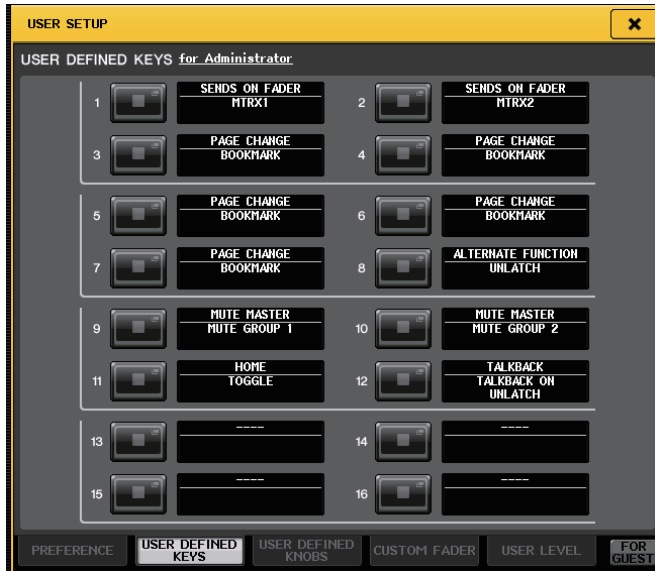 USER SETUP
USER DEFINED KEYS for Administrator
1 SENDS ON FADER
MTRX1
2 SENDS ON FADER
MTRX2
3 PAGE CHANGE
BOOKMARK
4 PAGE CHANGE
BOOKMARK
5 PAGE CHANGE
BOOKMARK
6 PAGE CHANGE
BOOKMARK
7 PAGE CHANGE
BOOKMARK
8 ALTERNATE FUNCTION
UNLATCH
9 MUTE MASTER
MUTE GROUP 1
10 MUTE MASTER
MUTE GROUP 2
11 HOME
TOGGLE
12 TALKBACK
TALKBACK ON
UNLATCH
13 ----
14 ----
15 ----
16 ----
PREFERENCE
USER DEFINED
KEYS
USER DEFINED
KNOBS
CUSTOM FADER
USER LEVEL
FOR
GUEST